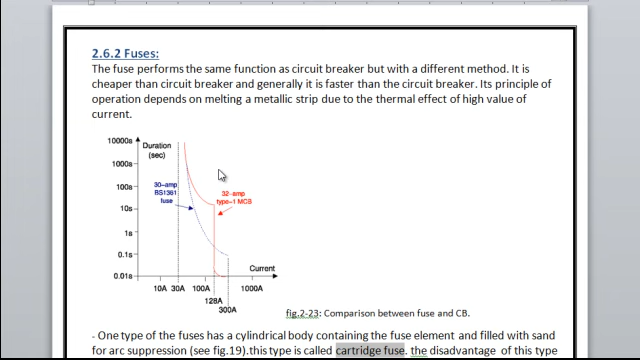 2.6.2 Fuses:
The fuse performs the same function as circuit breaker but with a different method. It is
cheaper than circuit breaker and generally it is faster than the circuit breaker. Its principle of
operation depends on melting a metallic strip due to the thermal effect of high value of
current.
10000s
Duration
(sec)
1000s
100s
30-amp
BS1361
fuse
32-amp
type-1 MCB
10s
1s
0.1s
Current
0.01s
10A 30A 100A 1000A
128A
300A
fig.2-23: Comparison between fuse and CB.
- One type of the fuses has a cylindrical body containing the fuse element and filled with sand
for arc suppression (see fig.19).this type is called cartridge fuse. the disadvantage of this type